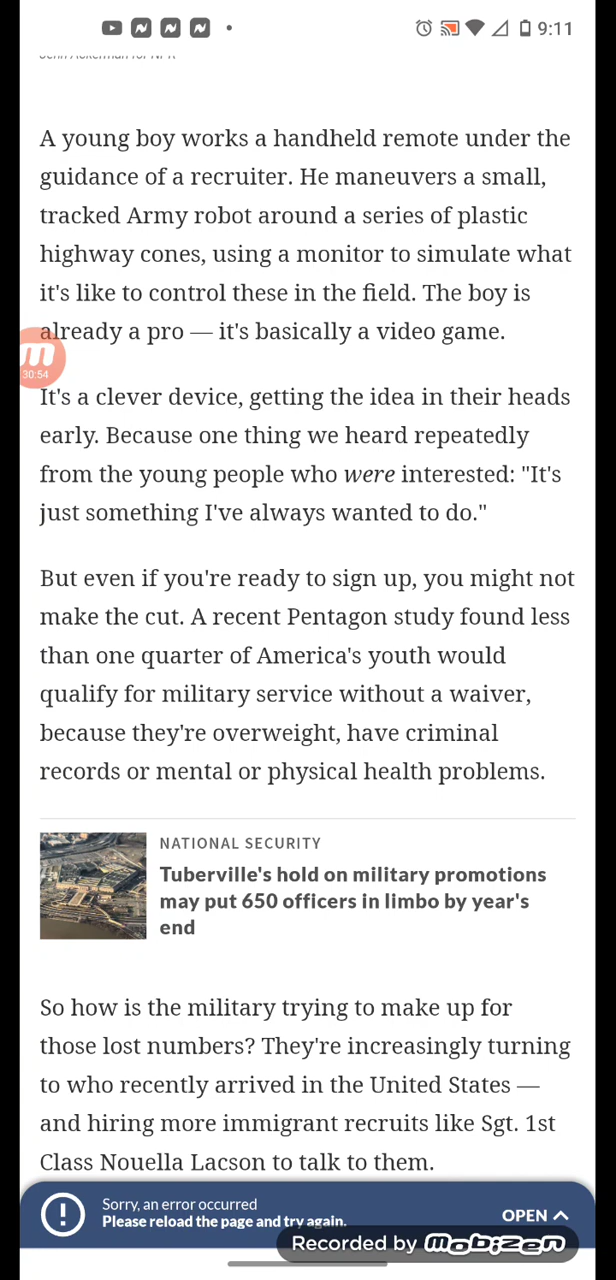 9:11
A young boy works a handheld remote under the
guidance of a recruiter. He maneuvers a small,
tracked Army robot around a series of plastic
highway cones, using a monitor to simulate what
it's like to control these in the field. The boy is
already a pro — it's basically a video game.
30:54
It's a clever device, getting the idea in their heads
early. Because one thing we heard repeatedly
from the young people who were interested: "It's
just something I've always wanted to do."
But even if you're ready to sign up, you might not
make the cut. A recent Pentagon study found less
than one quarter of America's youth would
qualify for military service without a waiver,
because they're overweight, have criminal
records or mental or physical health problems.
NATIONAL SECURITY
Tuberville's hold on military promotions
may put 650 officers in limbo by year's
end
So how is the military trying to make up for
those lost numbers? They're increasingly turning
to who recently arrived in the United States —
and hiring more immigrant recruits like Sgt. 1st
Class Nouella Lacson to talk to them.
Sorry, an error occurred
Please reload the page and try again.
OPEN
Recorded by mobizen